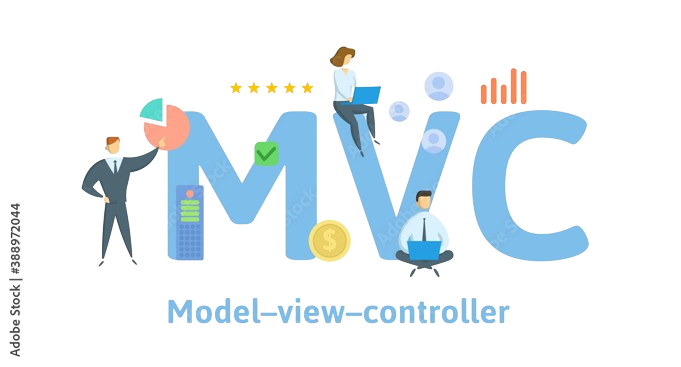 MVC
Model–view–controller
Adobe Stock | #388972044